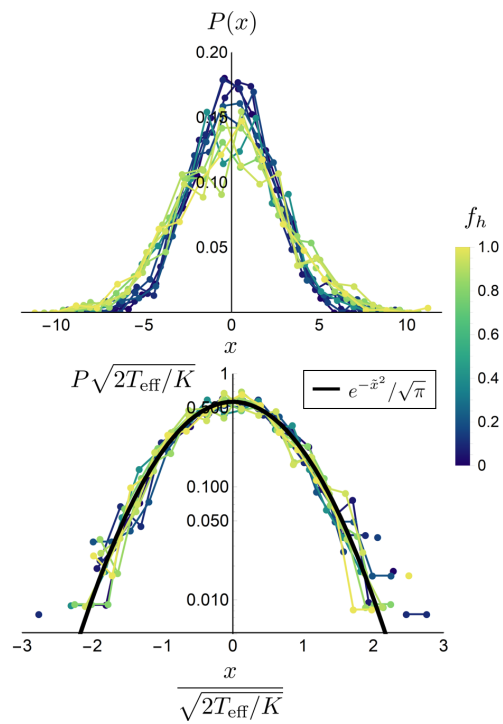 P(x)
0.20
0.15
0.10
0.05
−10 −5 0 5 10
x
f_h
1.0
0.8
0.6
0.4
0.2
0
P√(2T_eff/K)
1
0.500
0.100
0.050
0.010
e^{−x̃²}/√π
−3 −2 −1 0 1 2 3
x
√(2T_eff/K)